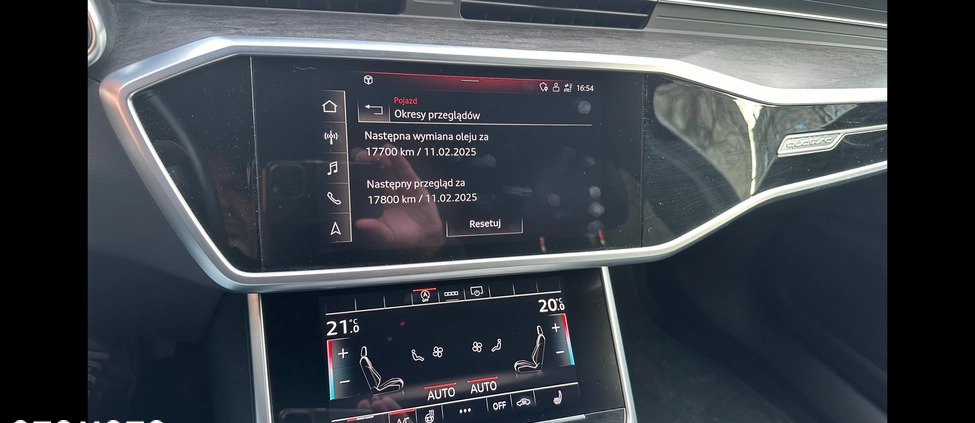 16:54
Pojazd
Okresy przeglądów
Następna wymiana oleju za
17700 km / 11.02.2025
Następny przegląd za
17800 km / 11.02.2025
Resetuj
quattro
21.0 °C
20.0 °C
AUTO AUTO
A/C
OFF